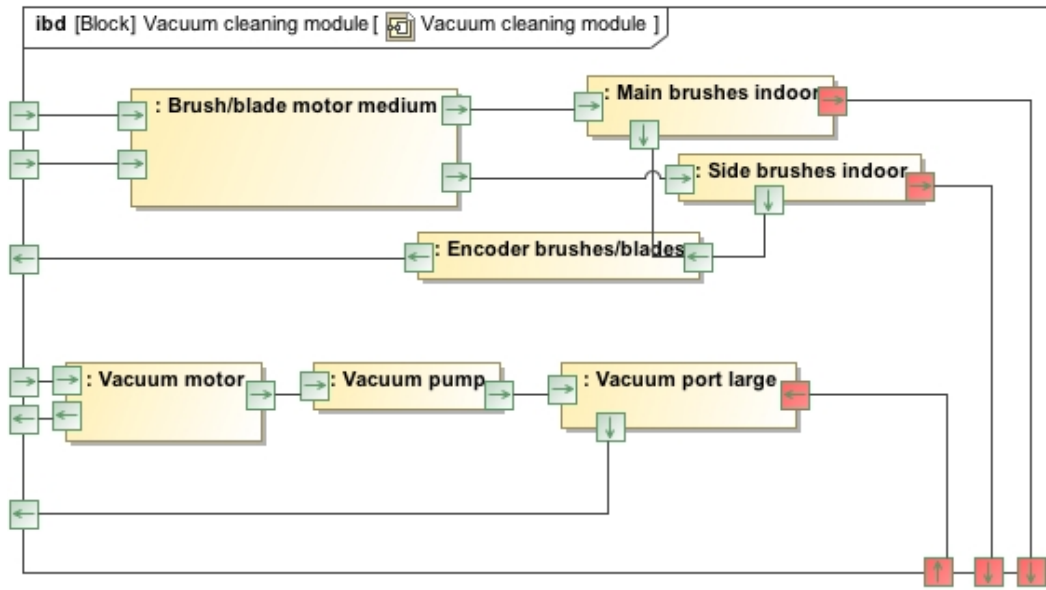 ibd [Block] Vacuum cleaning module [ Vacuum cleaning module ]
: Brush/blade motor medium
: Main brushes indoor
: Side brushes indoor
: Encoder brushes/blades
: Vacuum motor
: Vacuum pump
: Vacuum port large